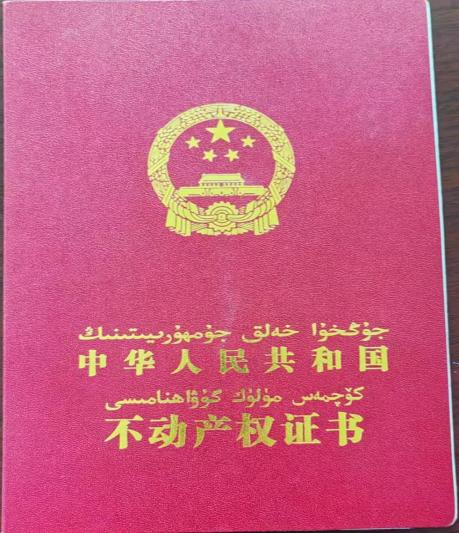 جۇڭخۇا خەلق جۇمھۇرىيىتىنىڭ
中华人民共和国
كۆچمەس مۈلۈك گۇۋاھنامىسى
不动产权证书